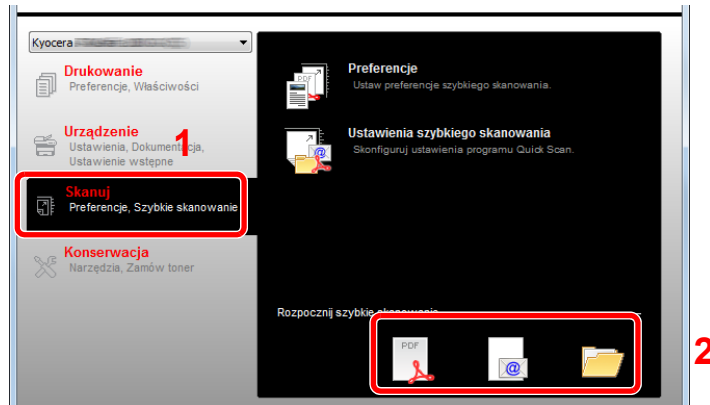 Kyocera
Drukowanie
Preferencje, Właściwości
Urządzenie
1
Ustawienia, Dokumentacja,
Ustawienie wstępne
Skanuj
Preferencje, Szybkie skanowanie
Konserwacja
Narzędzia, Zamów toner
Preferencje
Ustaw preferencje szybkiego skanowania.
Ustawienia szybkiego skanowania
Skonfiguruj ustawienia programu Quick Scan.
Rozpocznij szybkie skanowanie
PDF
@
2